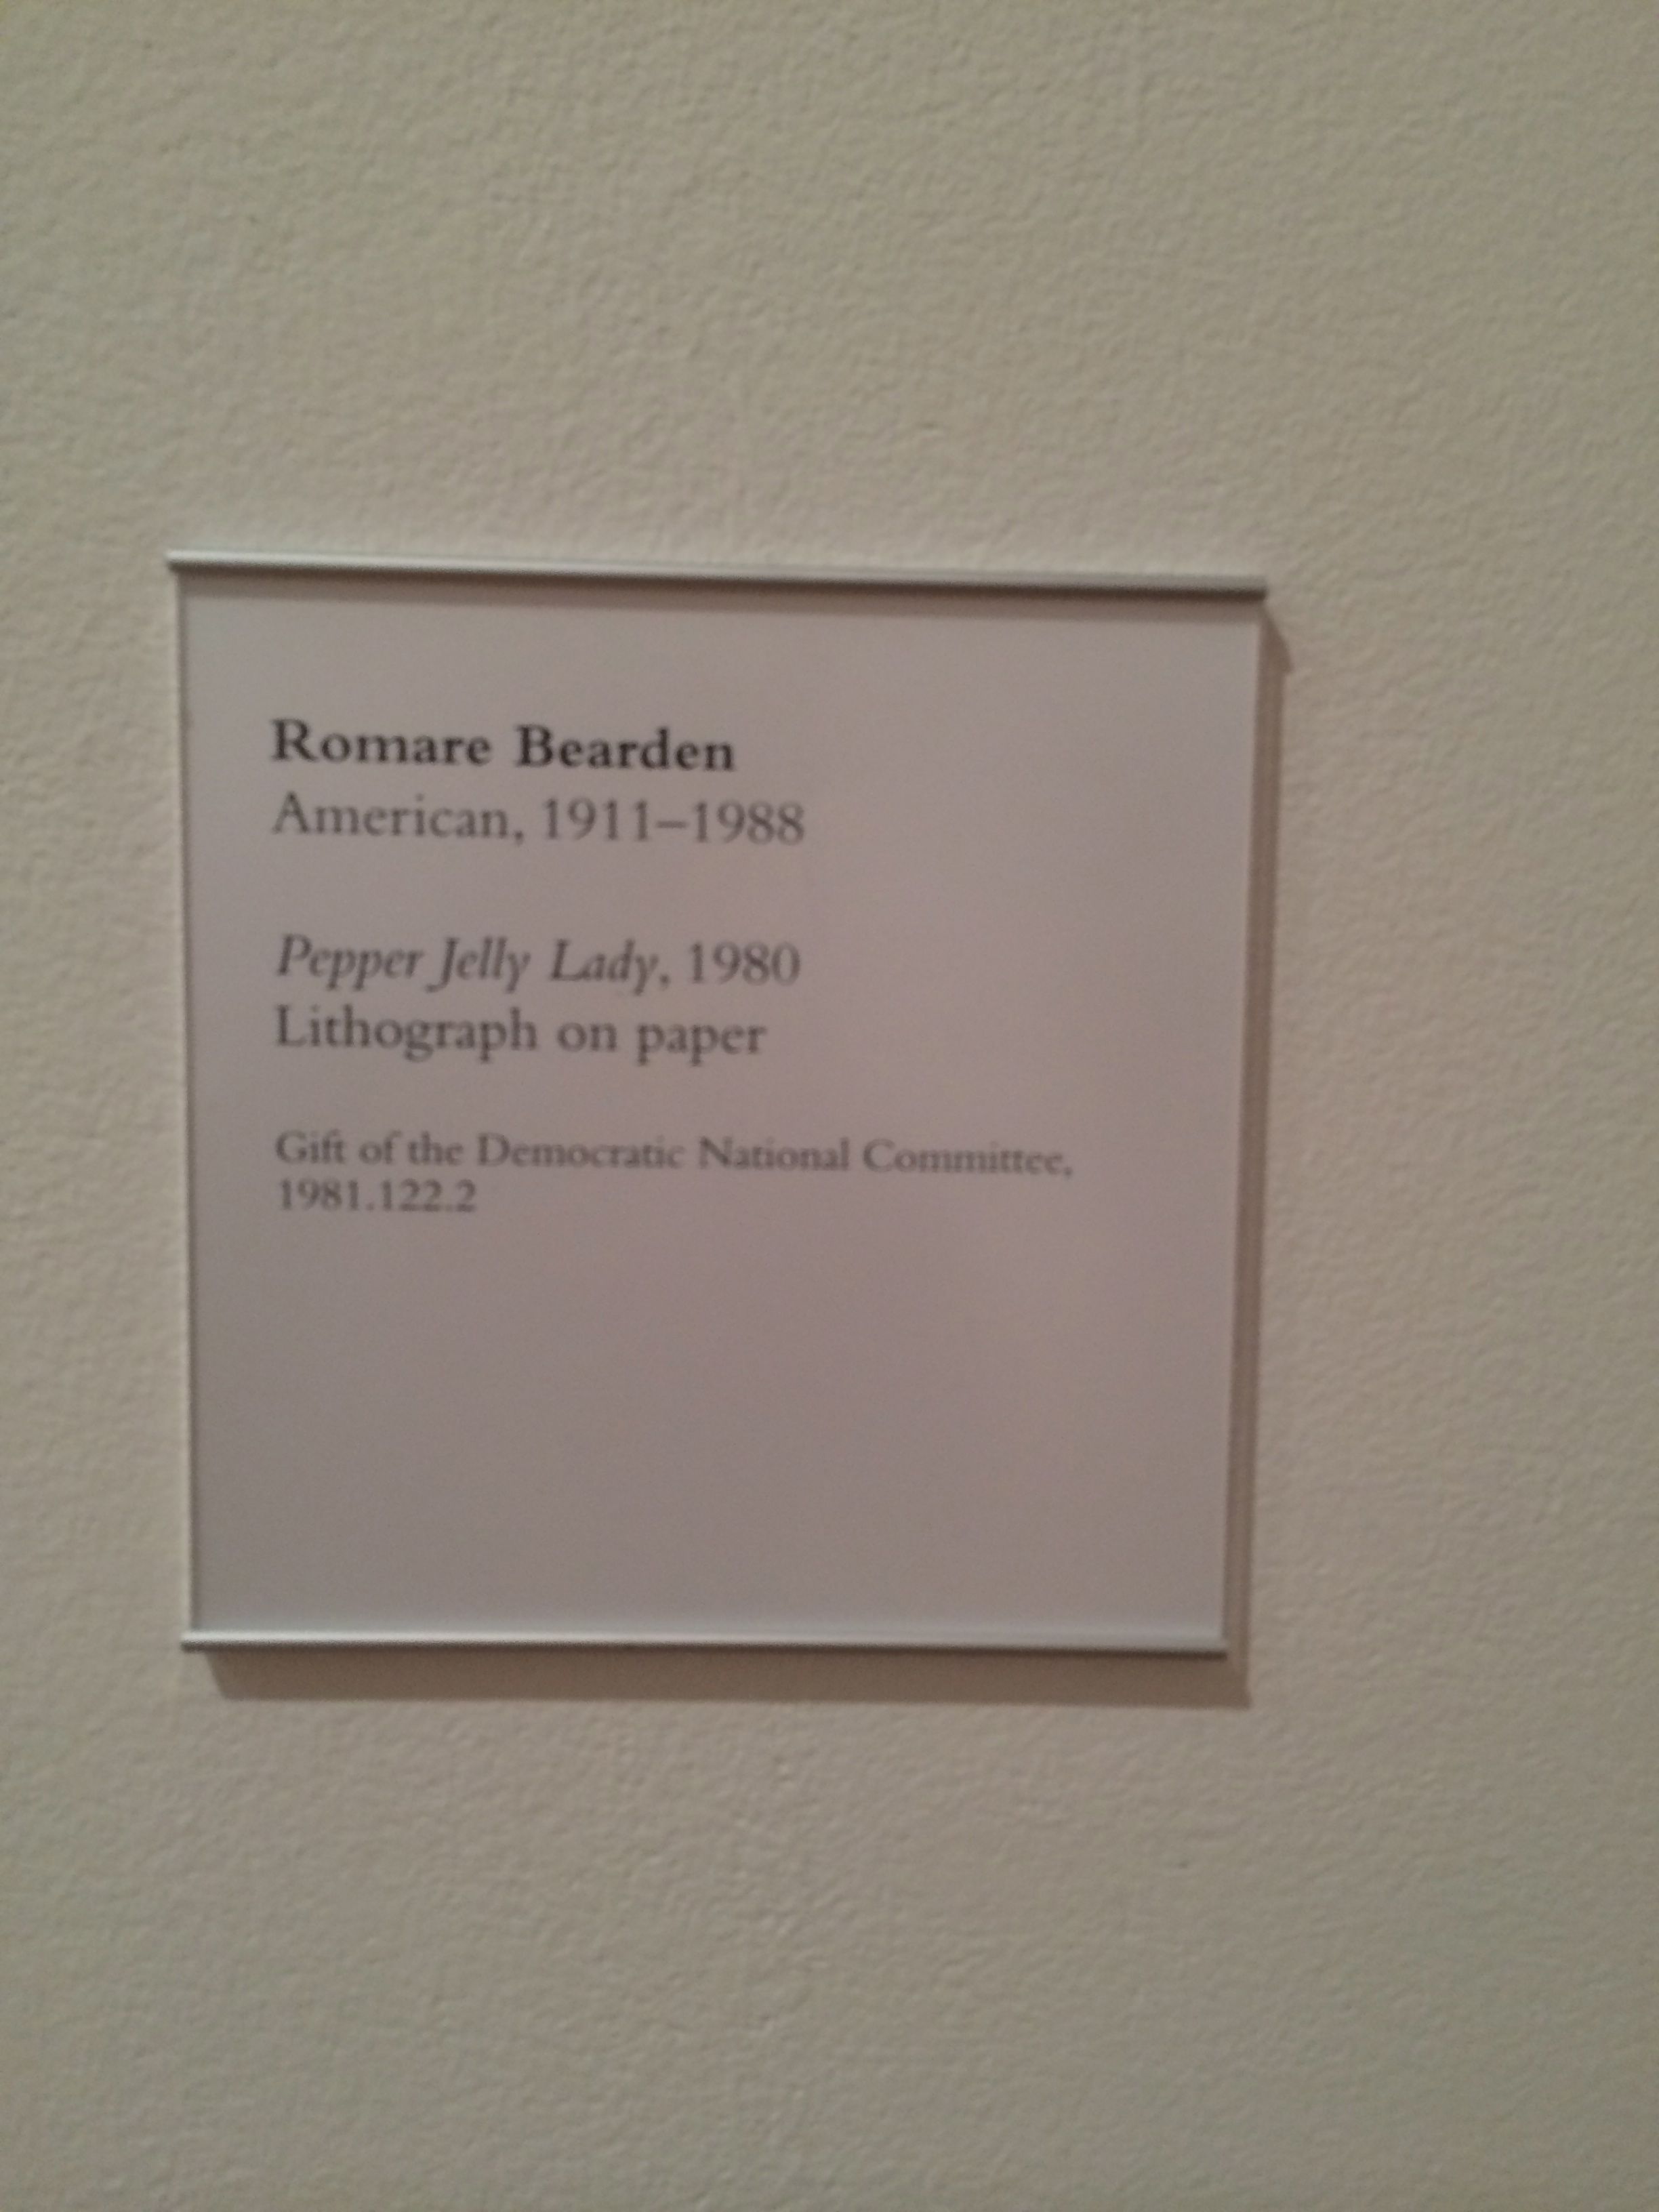 Romare Bearden
American, 1911–1988
Pepper Jelly Lady, 1980
Lithograph on paper
Gift of the Democratic National Committee,
1981.122.2